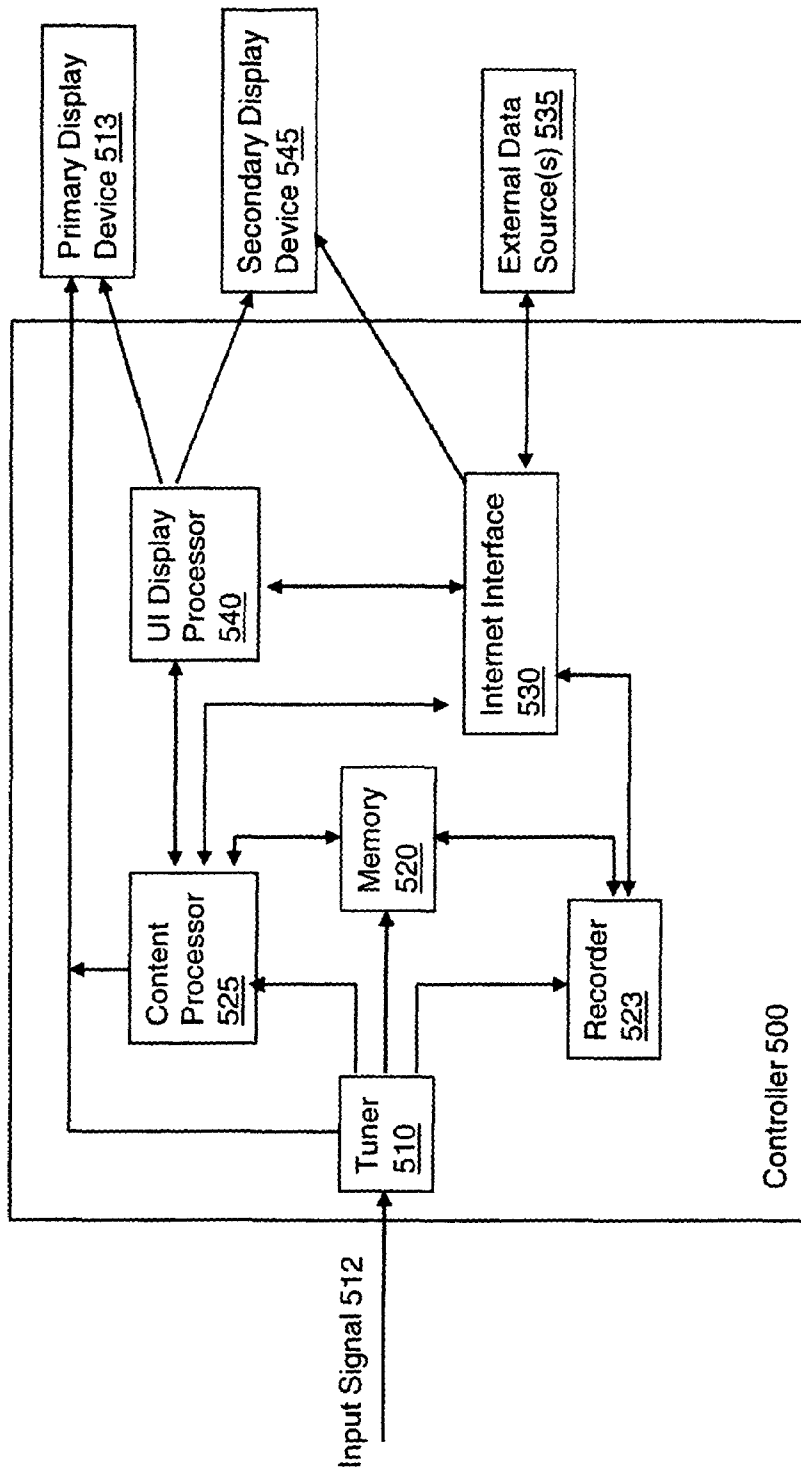 Input Signal 512
Tuner
510
Content
Processor
525
Memory
520
Recorder
523
UI Display
Processor
540
Internet Interface
530
Primary Display
Device 513
Secondary Display
Device 545
External Data
Source(s) 535
Controller 500